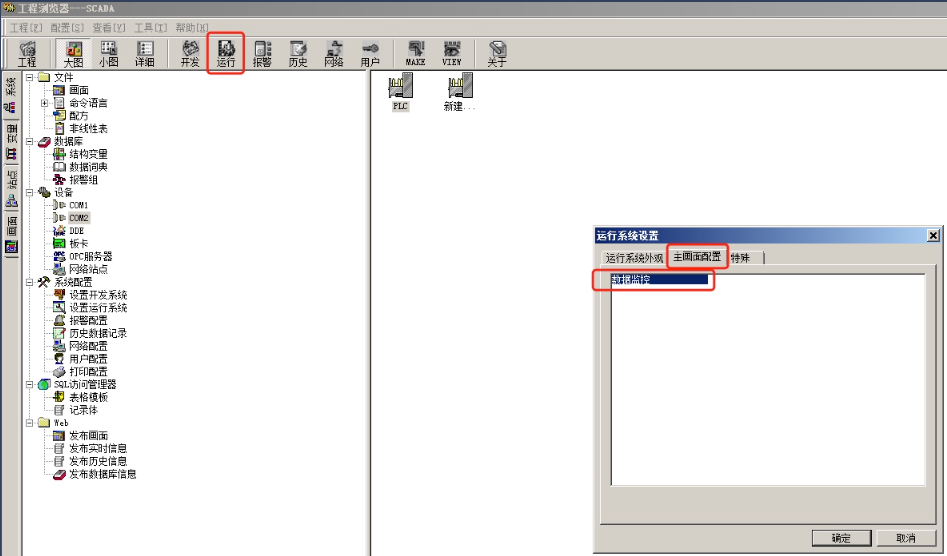 工程浏览器---SCADA
工程[F] 配置[S] 查看[V] 工具[T] 帮助[H]
工程 大图 小图 详细 开发 运行 报警 历史 网络 用户 MAKE VIEW 关于
系统
变量
站点
画面
文件
画面
命令语言
配方
非线性表
数据库
结构变量
数据词典
报警组
设备
COM1
COM2
DDE
板卡
OPC服务器
网络站点
系统配置
设置开发系统
设置运行系统
报警配置
历史数据记录
网络配置
用户配置
打印配置
SQL访问管理器
表格模板
记录体
Web
发布画面
发布实时信息
发布历史信息
发布数据库信息
PLC 新建...
运行系统设置
运行系统外观 主画面配置 特殊
数据监控
确定 取消